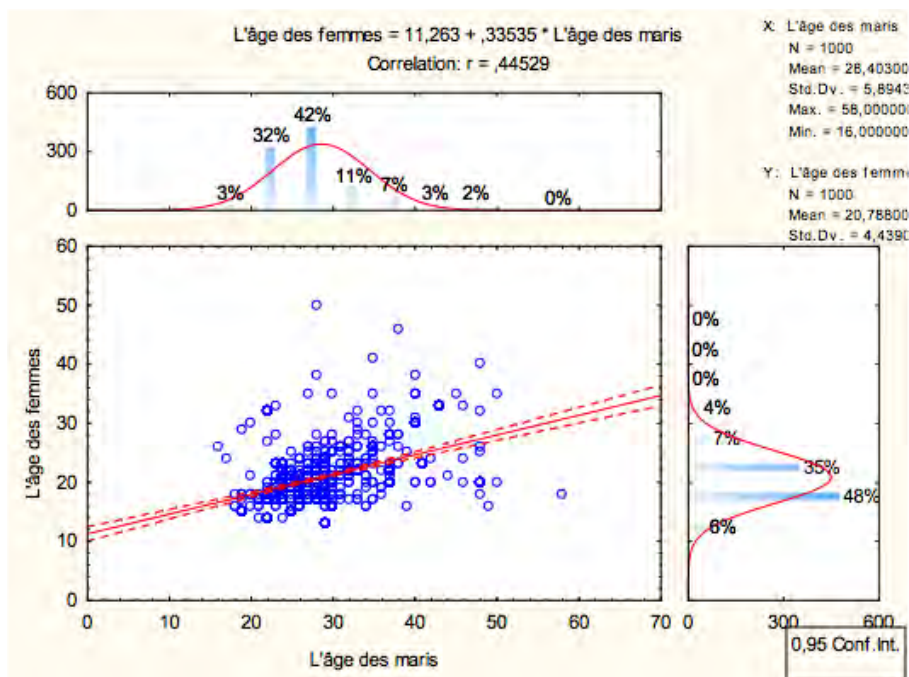 L'âge des femmes = 11,263 + ,33535 * L'âge des maris
Correlation: r = ,44529
X: L'âge des maris
N = 1000
Mean = 28,40300
Std.Dv. = 5,8943
Max. = 58,000000
Min. = 16,000000
Y: L'âge des femme
N = 1000
Mean = 20,78800
Std.Dv. = 4,4390
600
300
0
3%
32%
42%
11%
7%
3%
2%
0%
60
50
40
30
20
10
0
L'âge des femmes
0 10 20 30 40 50 60 70
L'âge des maris
0%
0%
0%
4%
7%
35%
48%
6%
0 300 600
0,95 Conf.Int.